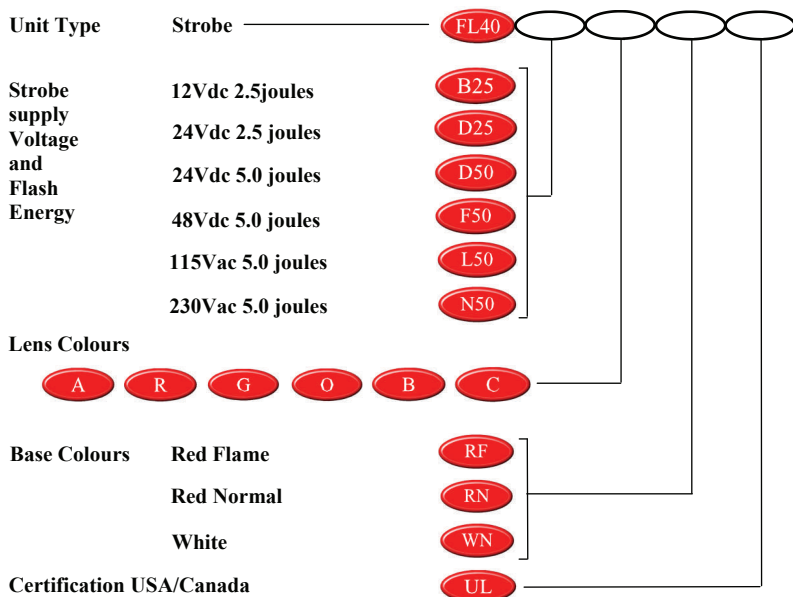 Unit Type Strobe FL40
Strobe supply Voltage and Flash Energy
12Vdc 2.5joules B25
24Vdc 2.5 joules D25
24Vdc 5.0 joules D50
48Vdc 5.0 joules F50
115Vac 5.0 joules L50
230Vac 5.0 joules N50
Lens Colours
A R G O B C
Base Colours Red Flame RF
Red Normal RN
White WN
Certification USA/Canada UL